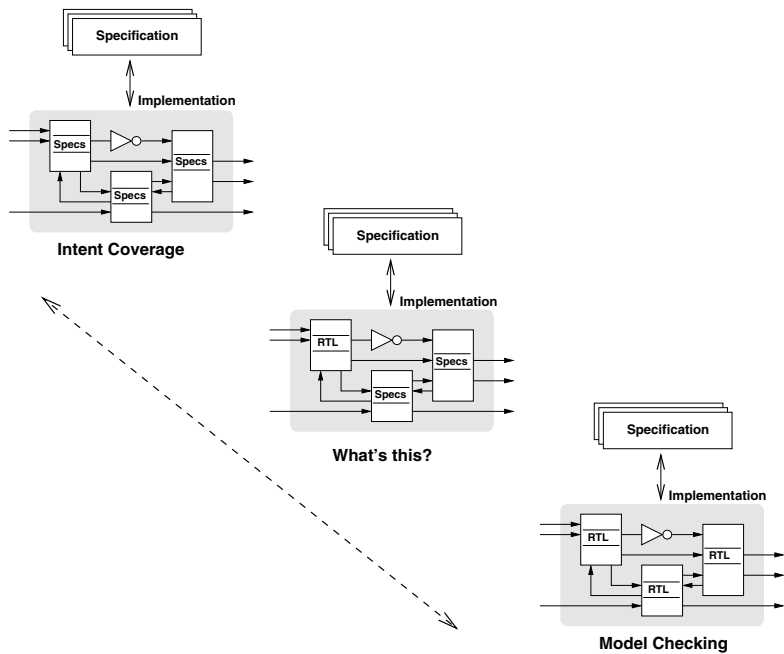 Specification
Implementation
Specs
Specs
Specs
Intent Coverage
Specification
Implementation
RTL
Specs
Specs
What's this?
Specification
Implementation
RTL
RTL
RTL
Model Checking